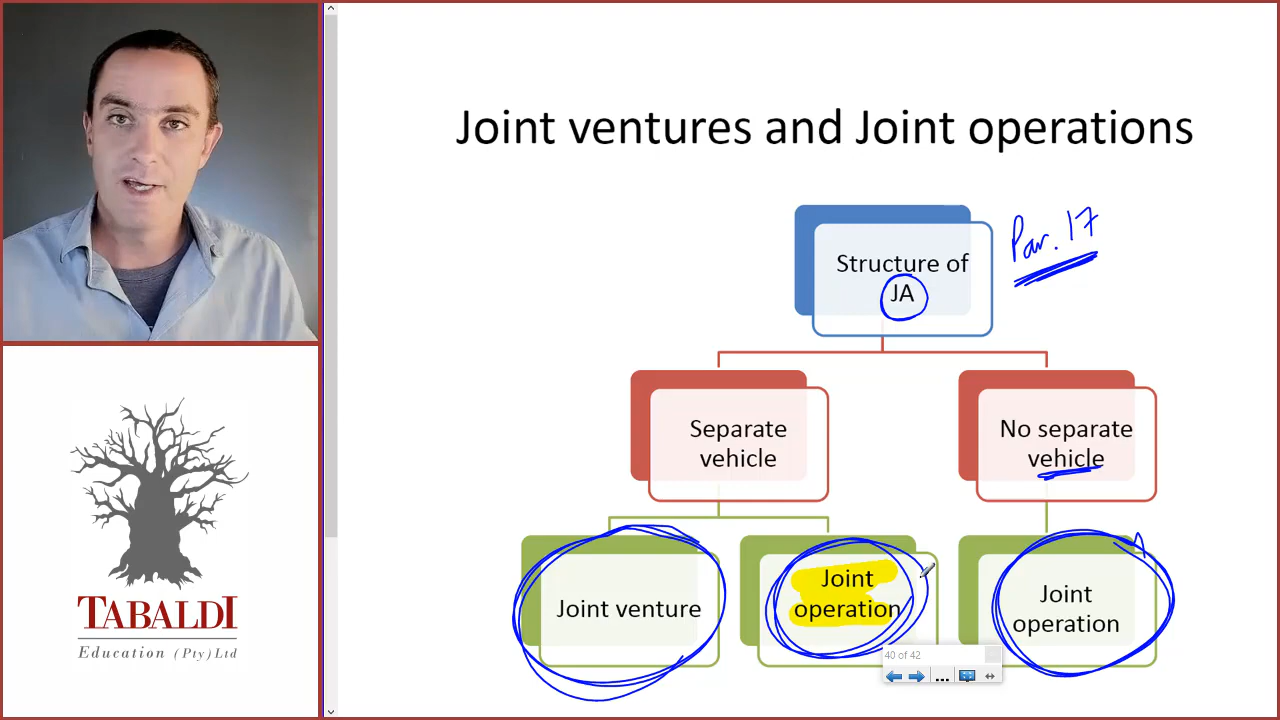 Joint ventures and Joint operations
Structure of
JA
Par. 17
Separate
vehicle
No separate
vehicle
Joint venture
Joint
operation
Joint
operation
40 of 42
TABALDI
Education (Pty) Ltd